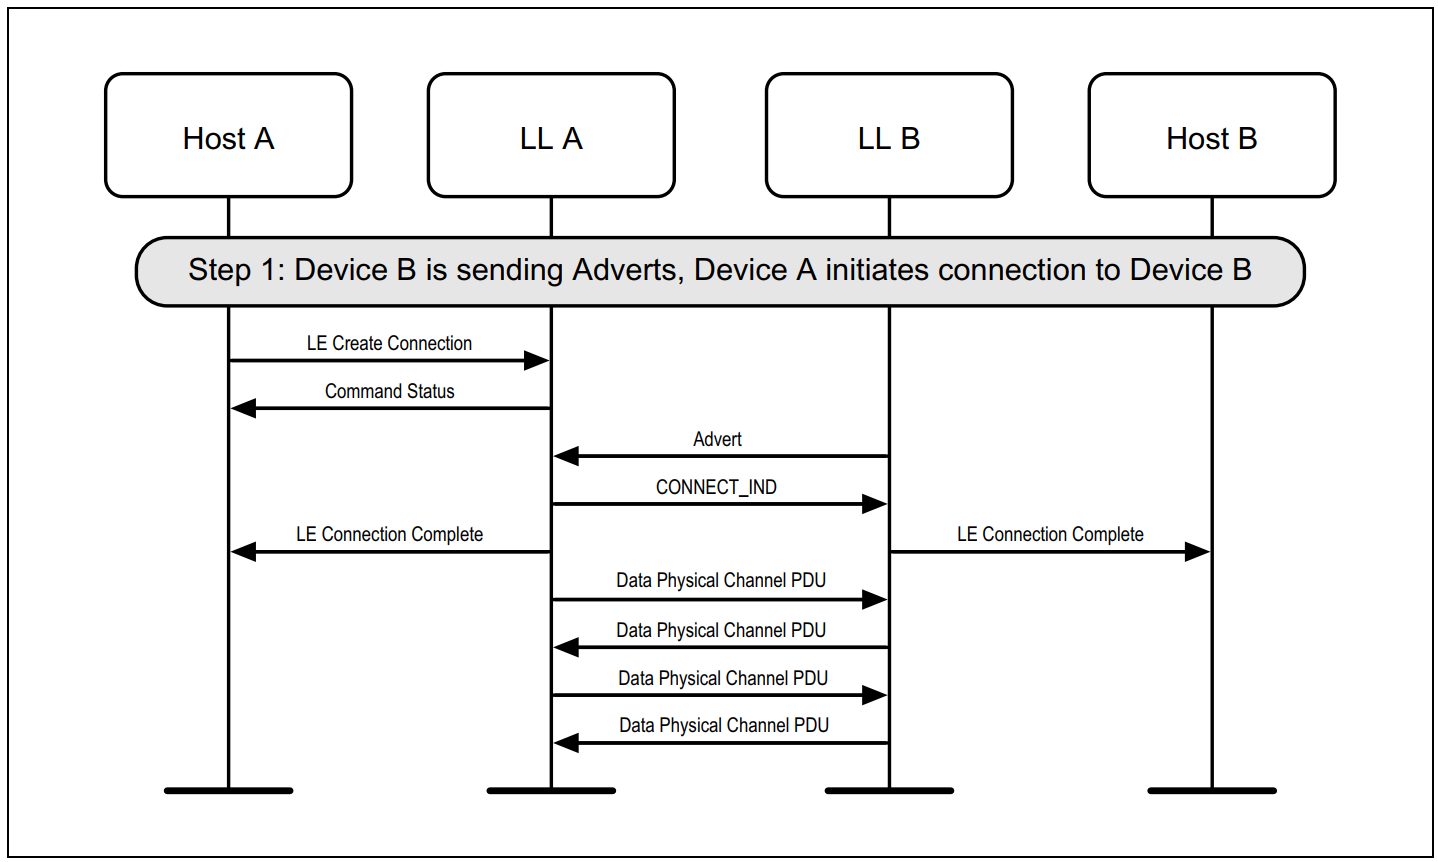 Host A
LL A
LL B
Host B
Step 1: Device B is sending Adverts, Device A initiates connection to Device B
LE Create Connection
Command Status
Advert
CONNECT_IND
LE Connection Complete
LE Connection Complete
Data Physical Channel PDU
Data Physical Channel PDU
Data Physical Channel PDU
Data Physical Channel PDU